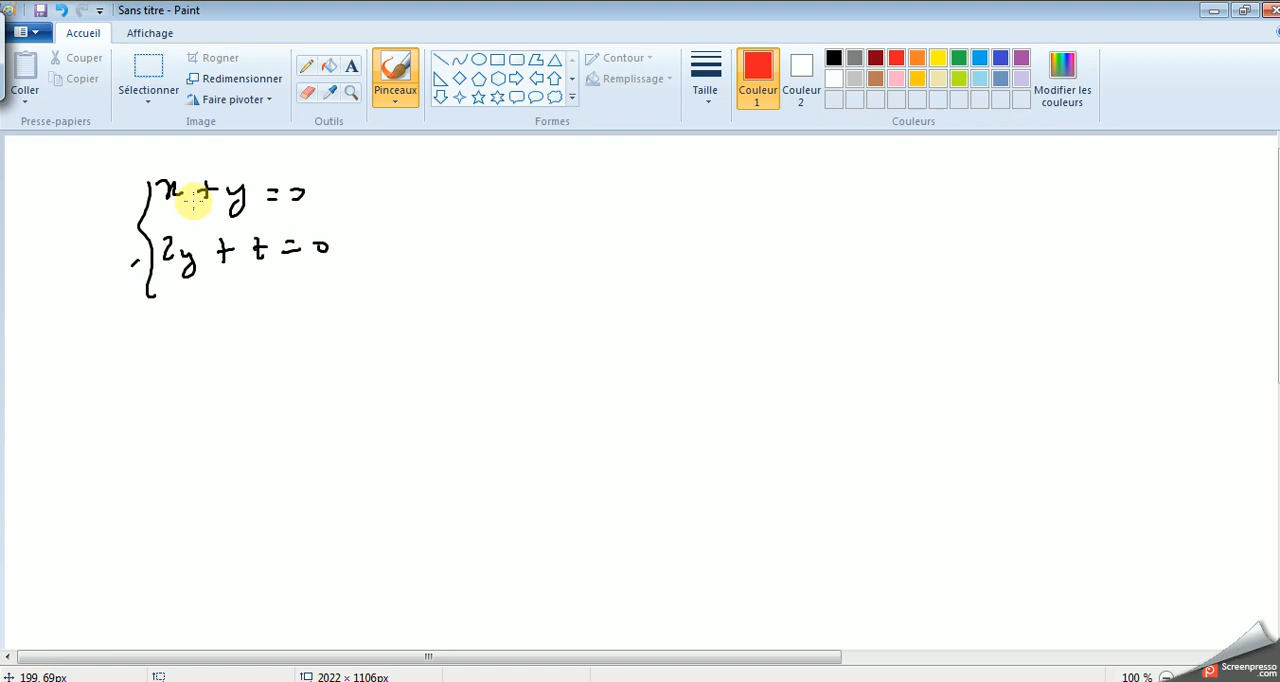 Sans titre - Paint
Accueil
Affichage
Coller
Couper
Copier
Presse-papiers
Sélectionner
Rogner
Redimensionner
Faire pivoter
Image
Outils
Pinceaux
Contour
Remplissage
Formes
Taille
Couleur 1
Couleur 2
Modifier les couleurs
Couleurs
x + y = 0
2y + t = 0
199, 69px
2022 × 1106px
100 %
Screenpresso
.com